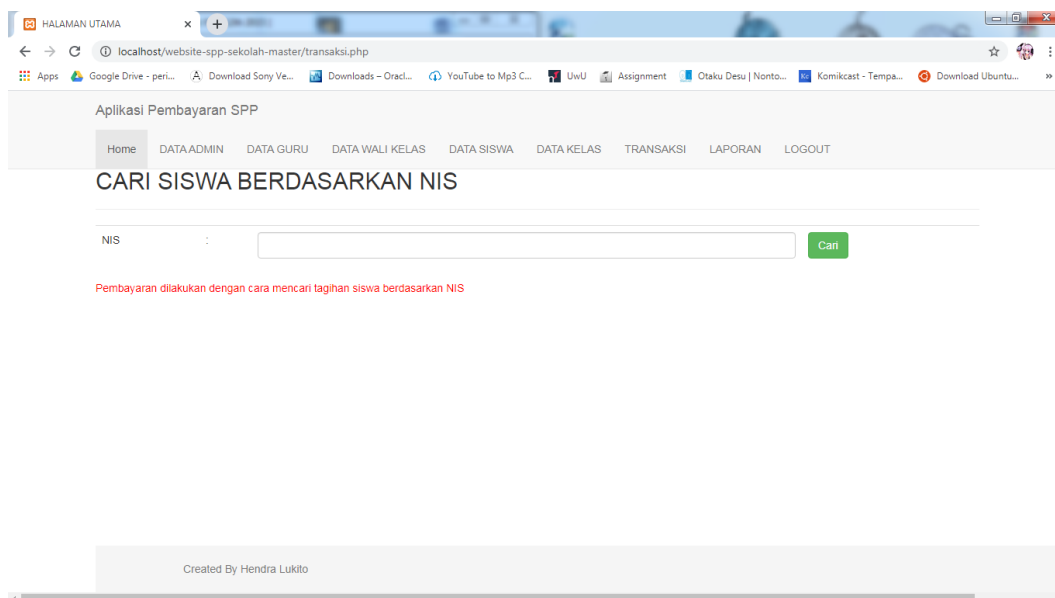 HALAMAN UTAMA
localhost/website-spp-sekolah-master/transaksi.php
Apps Google Drive - peri... Download Sony Ve... Downloads – Oracl... YouTube to Mp3 C... UwU Assignment Otaku Desu | Nonto... Komikcast - Tempa... Download Ubuntu... »
Aplikasi Pembayaran SPP
Home DATA ADMIN DATA GURU DATA WALI KELAS DATA SISWA DATA KELAS TRANSAKSI LAPORAN LOGOUT
CARI SISWA BERDASARKAN NIS
NIS : Cari
Pembayaran dilakukan dengan cara mencari tagihan siswa berdasarkan NIS
Created By Hendra Lukito